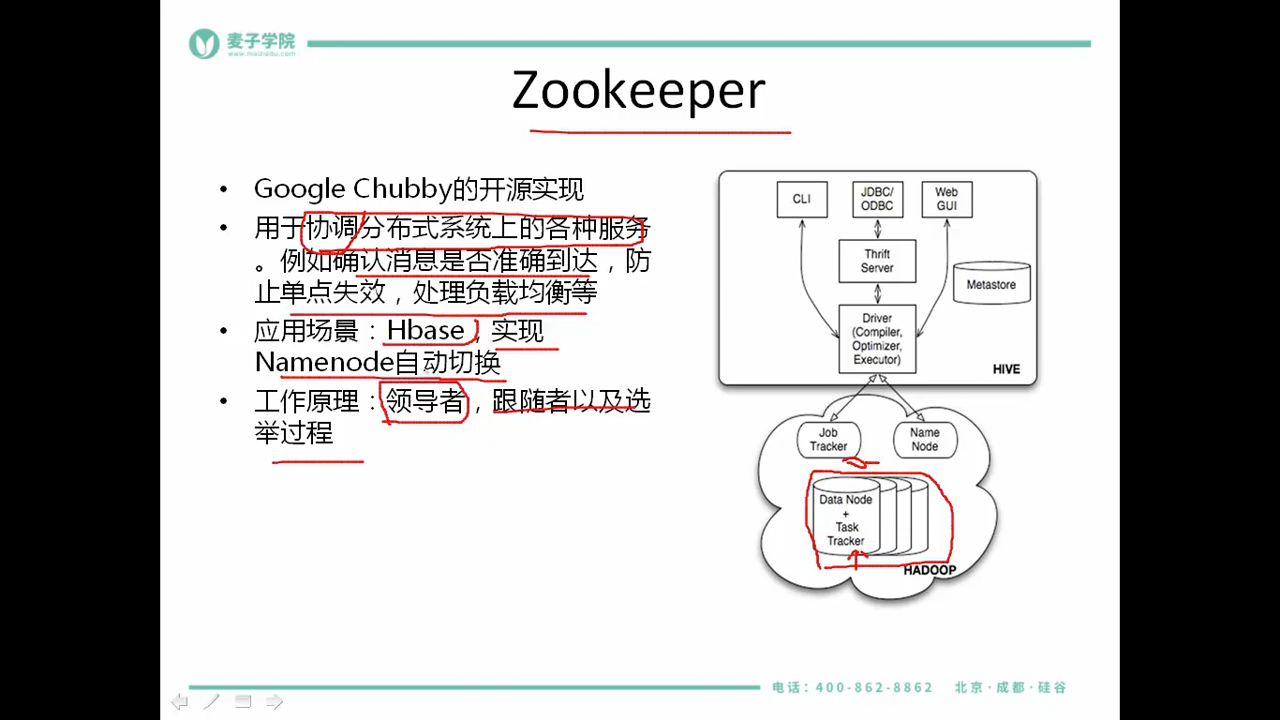 麦子学院
www.maiziedu.com
Zookeeper
• Google Chubby的开源实现
• 用于协调分布式系统上的各种服务
。例如确认消息是否准确到达，防
止单点失效，处理负载均衡等
• 应用场景：Hbase，实现
Namenode自动切换
• 工作原理：领导者，跟随者以及选
举过程
CLI
JDBC/
ODBC
Web
GUI
Thrift
Server
Metastore
Driver
(Compiler,
Optimizer,
Executor)
HIVE
Job
Tracker
Name
Node
Data Node
+
Task
Tracker
HADOOP
电话：400-862-8862 北京·成都·硅谷